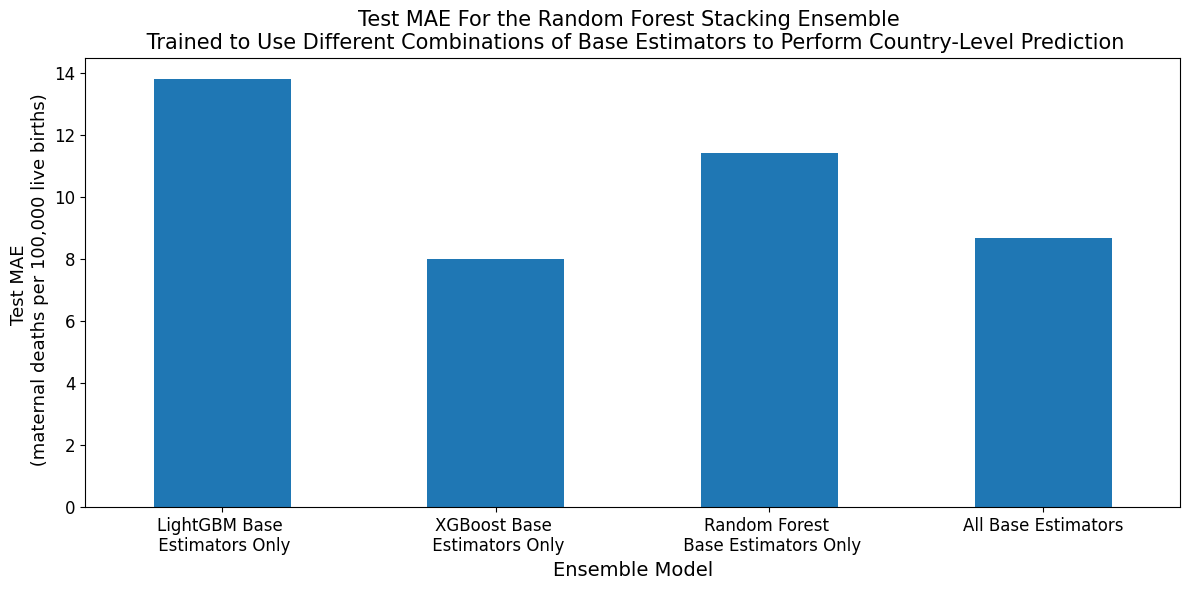 Test MAE For the Random Forest Stacking Ensemble
Trained to Use Different Combinations of Base Estimators to Perform Country-Level Prediction
Test MAE
(maternal deaths per 100,000 live births)
14
12
10
8
6
4
2
0
LightGBM Base
Estimators Only
XGBoost Base
Estimators Only
Random Forest
Base Estimators Only
All Base Estimators
Ensemble Model